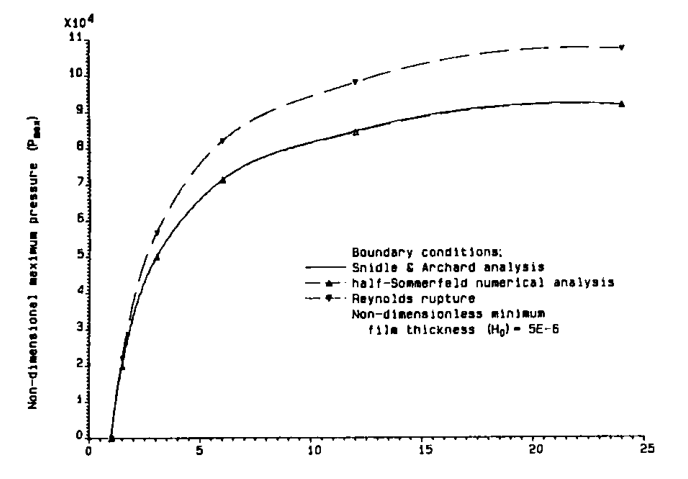 X10⁴
11
10
9
8
7
6
5
4
3
2
1
0
Non-dimensional maximum pressure (Pmax)
Boundary conditions:
Snidle & Archard analysis
half-Sommerfeld numerical analysis
Reynolds rupture
Non-dimensionless minimum
film thickness (H₀) = 5E-6
0 5 10 15 20 25